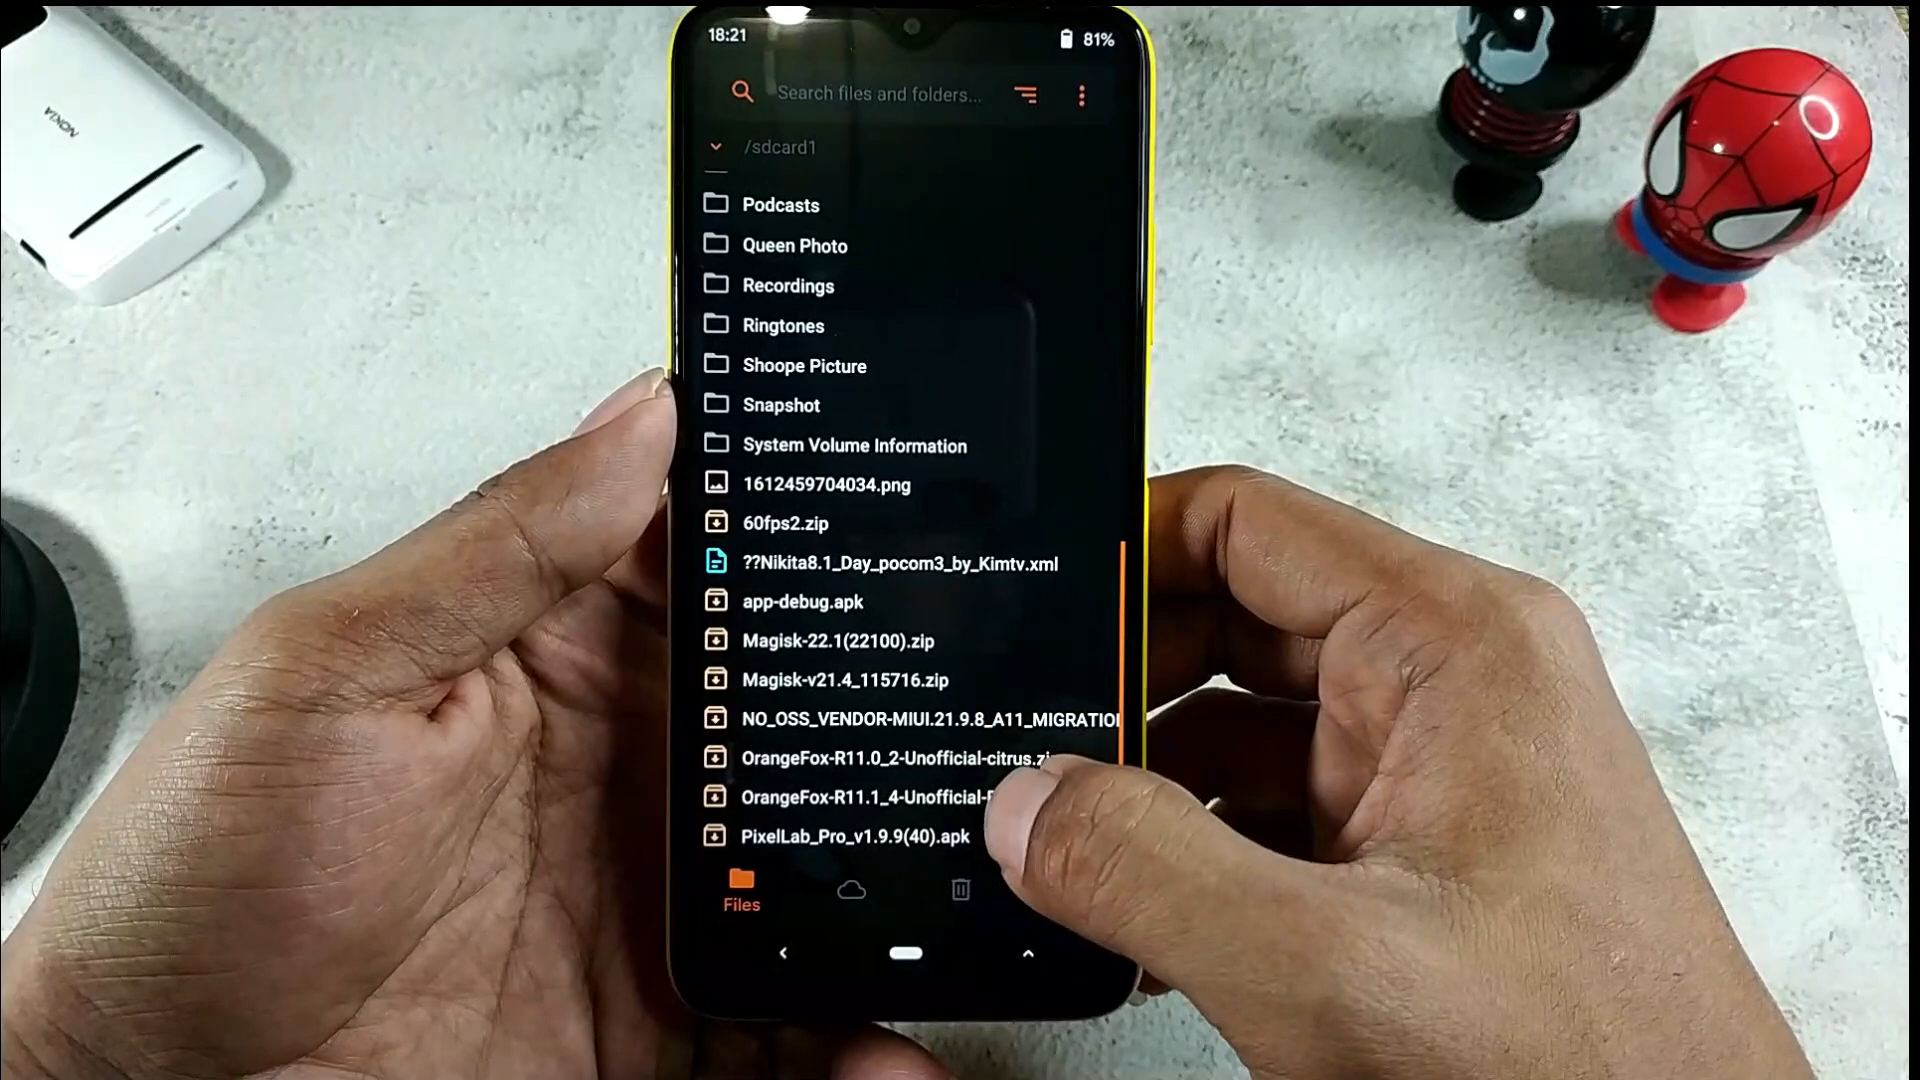 NOKIA
18:21
81%
Search files and folders...
/sdcard1
Podcasts
Queen Photo
Recordings
Ringtones
Shoope Picture
Snapshot
System Volume Information
1612459704034.png
60fps2.zip
??Nikita8.1_Day_pocom3_by_Kimtv.xml
app-debug.apk
Magisk-22.1(22100).zip
Magisk-v21.4_115716.zip
NO_OSS_VENDOR-MIUI.21.9.8_A11_MIGRATION
OrangeFox-R11.0_2-Unofficial-citrus.zip
OrangeFox-R11.1_4-Unofficial-
PixelLab_Pro_v1.9.9(40).apk
Files